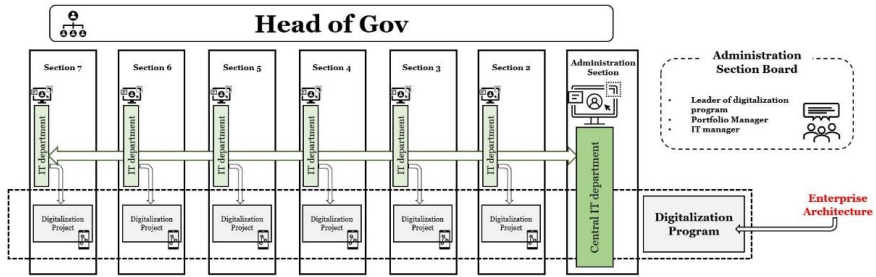 Head of Gov
Section 7
Section 6
Section 5
Section 4
Section 3
Section 2
Administration
Section
IT department
IT department
IT department
IT department
IT department
IT department
Central IT department
Digitalization
Project
Digitalization
Project
Digitalization
Project
Digitalization
Project
Digitalization
Project
Digitalization
Project
Digitalization
Program
Administration
Section Board
• Leader of digitalization
program
• Portfolio Manager
• IT manager
Enterprise
Architecture